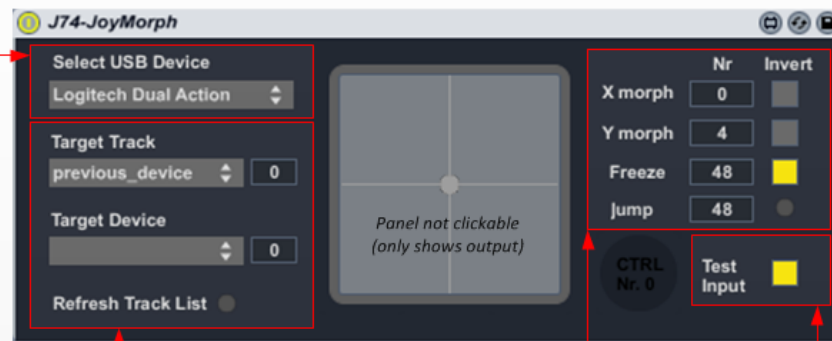 J74-JoyMorph
Select USB Device
Logitech Dual Action
Target Track
previous_device 0
Target Device
0
Refresh Track List
Panel not clickable
(only shows output)
Nr Invert
X morph 0
Y morph 4
Freeze 48
Jump 48
CTRL
Nr. 0
Test
Input